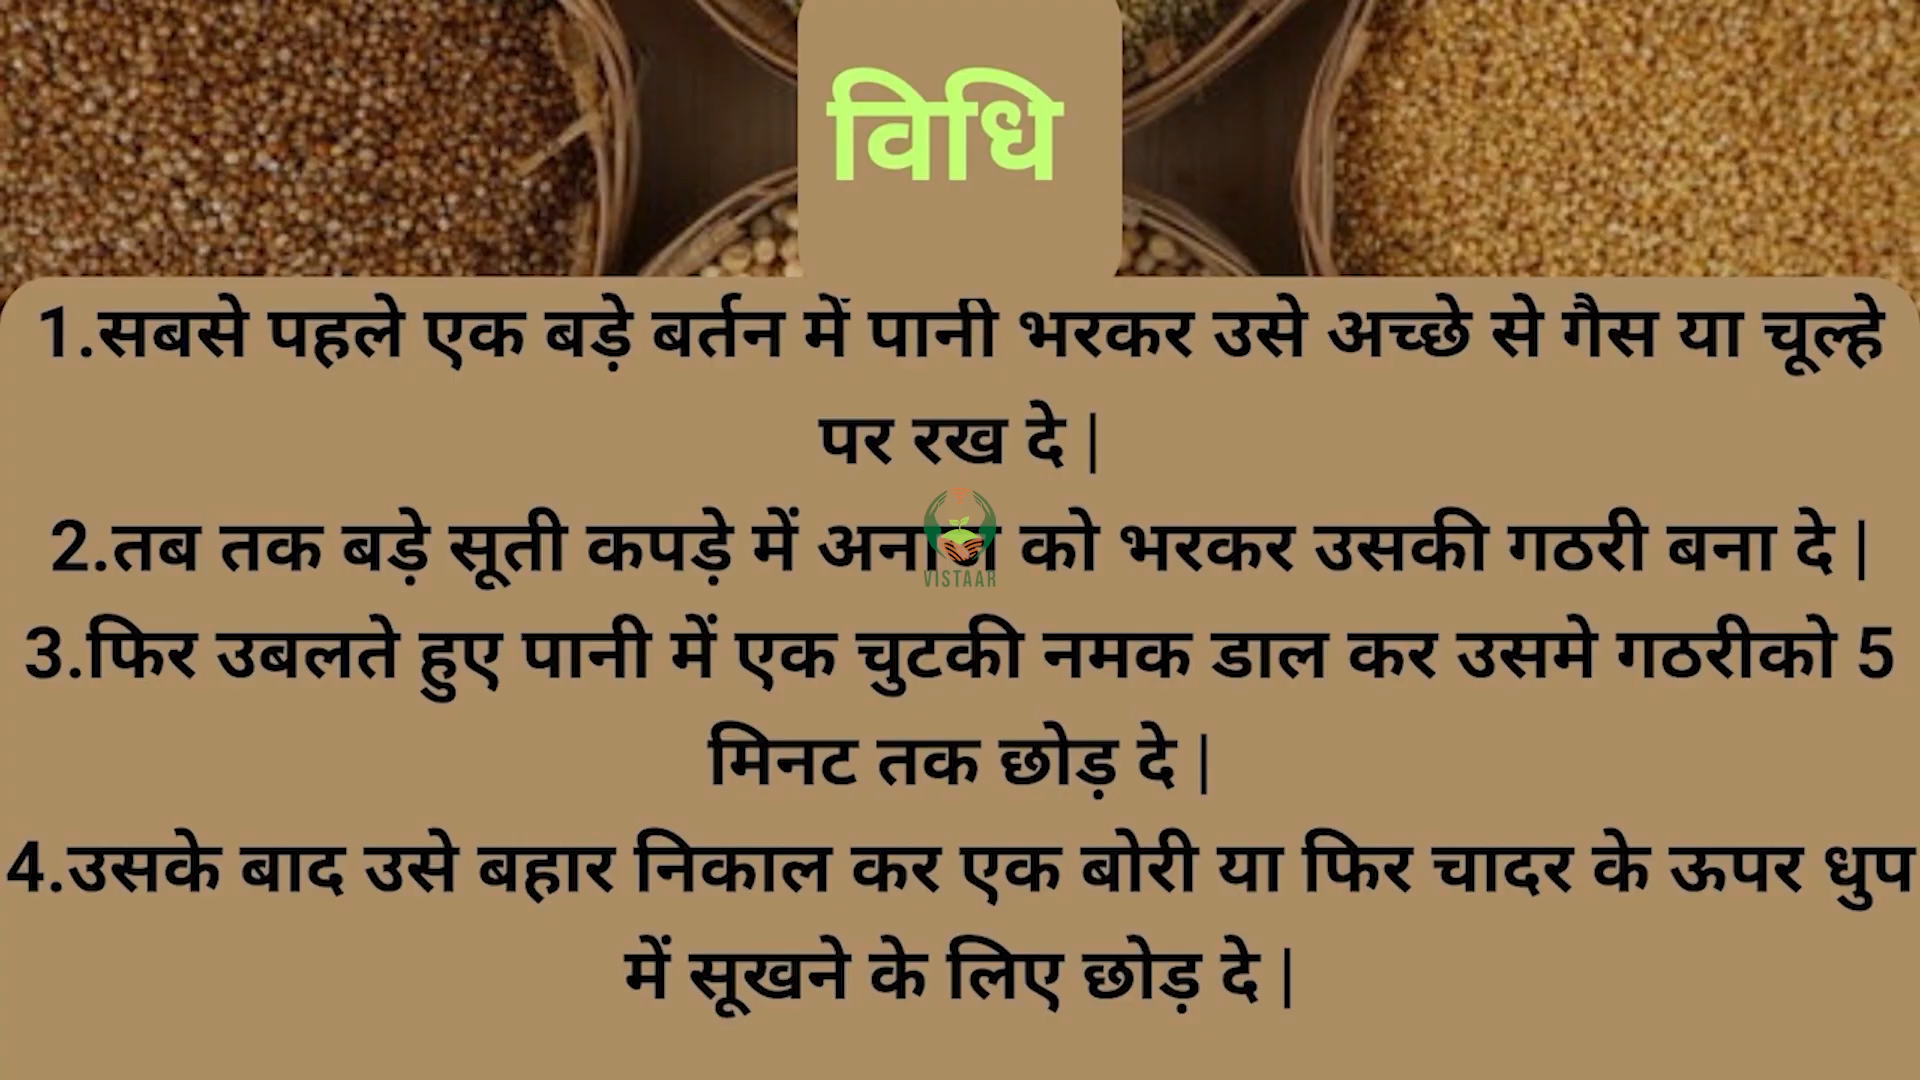 विधि
1.सबसे पहले एक बड़े बर्तन में पानी भरकर उसे अच्छे से गैस या चूल्हे
पर रख दे |
2.तब तक बड़े सूती कपड़े में अनाज को भरकर उसकी गठरी बना दे |
VISTAAR
3.फिर उबलते हुए पानी में एक चुटकी नमक डाल कर उसमे गठरीको 5
मिनट तक छोड़ दे |
4.उसके बाद उसे बहार निकाल कर एक बोरी या फिर चादर के ऊपर धुप
में सूखने के लिए छोड़ दे |